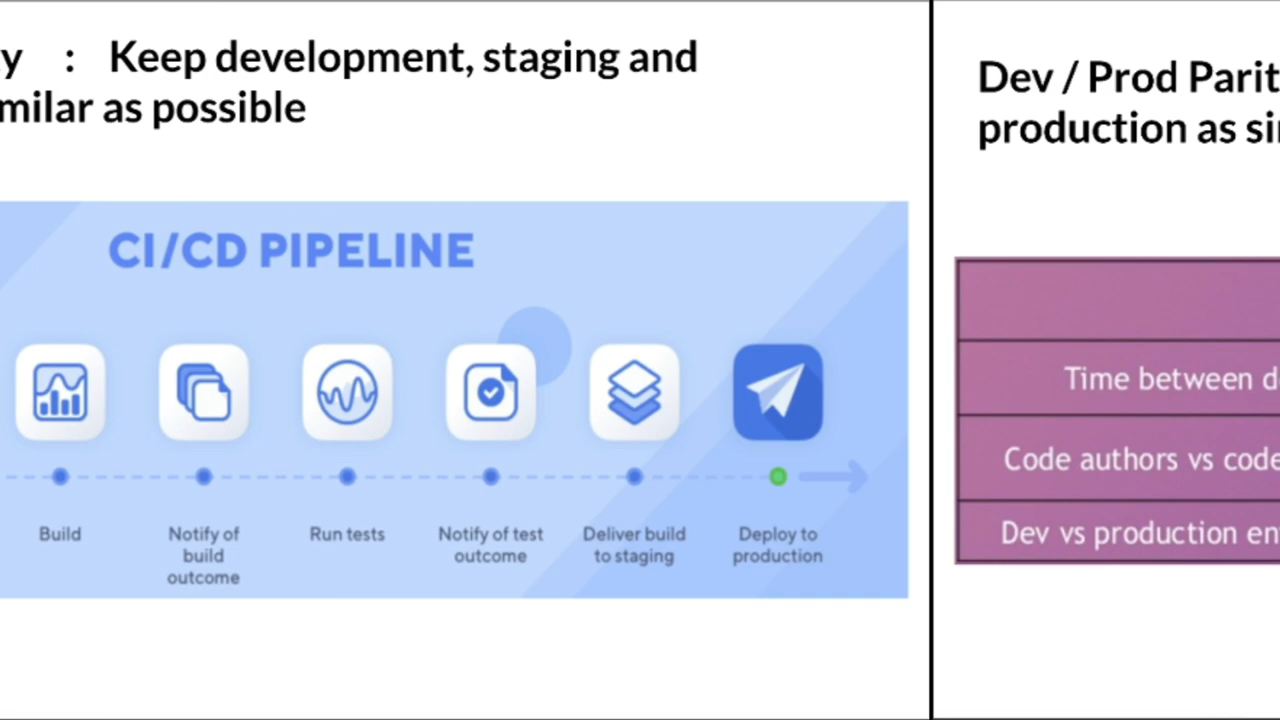 y : Keep development, staging and
milar as possible
CI/CD PIPELINE
Build
Notify of
build
outcome
Run tests
Notify of test
outcome
Deliver build
to staging
Deploy to
production
Dev / Prod Parit
production as si
Time between d
Code authors vs code
Dev vs production en